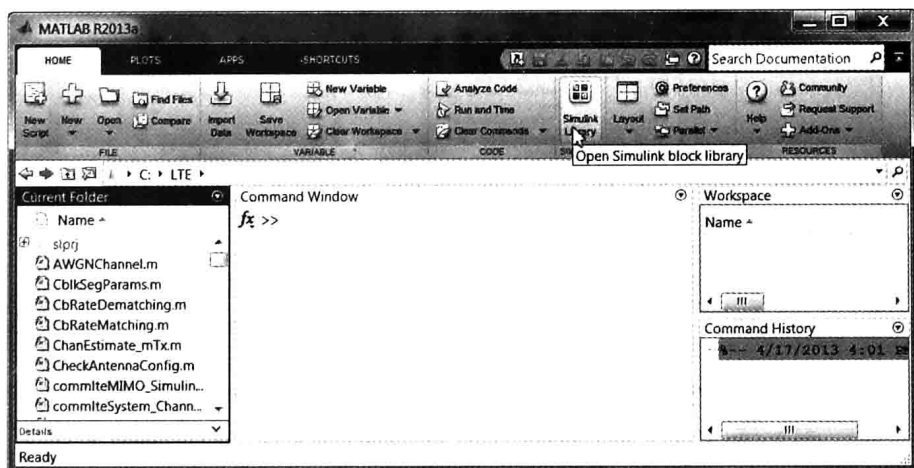 MATLAB R2013a
HOME PLOTS APPS SHORTCUTS Search Documentation
New Script
New
Open
Find Files
Compare
FILE
Import Data
Save Workspace
New Variable
Open Variable
Clear Workspace
VARIABLE
Analyze Code
Run and Time
Clear Commands
CODE
Simulink Library
Layout
Preferences
Set Path
Parallel
Help
Community
Request Support
Add-Ons
RESOURCES
Open Simulink block library
C: LTE
Current Folder
Name
slprj
AWGNChannel.m
CblkSegParams.m
CbRateDematching.m
CbRateMatching.m
ChanEstimate_mTx.m
CheckAntennaConfig.m
commlteMIMO_Simulin...
commlteSystem_Chann...
Details
Command Window
fx >>
Workspace
Name
Command History
%-- 4/17/2013 4:01
Ready